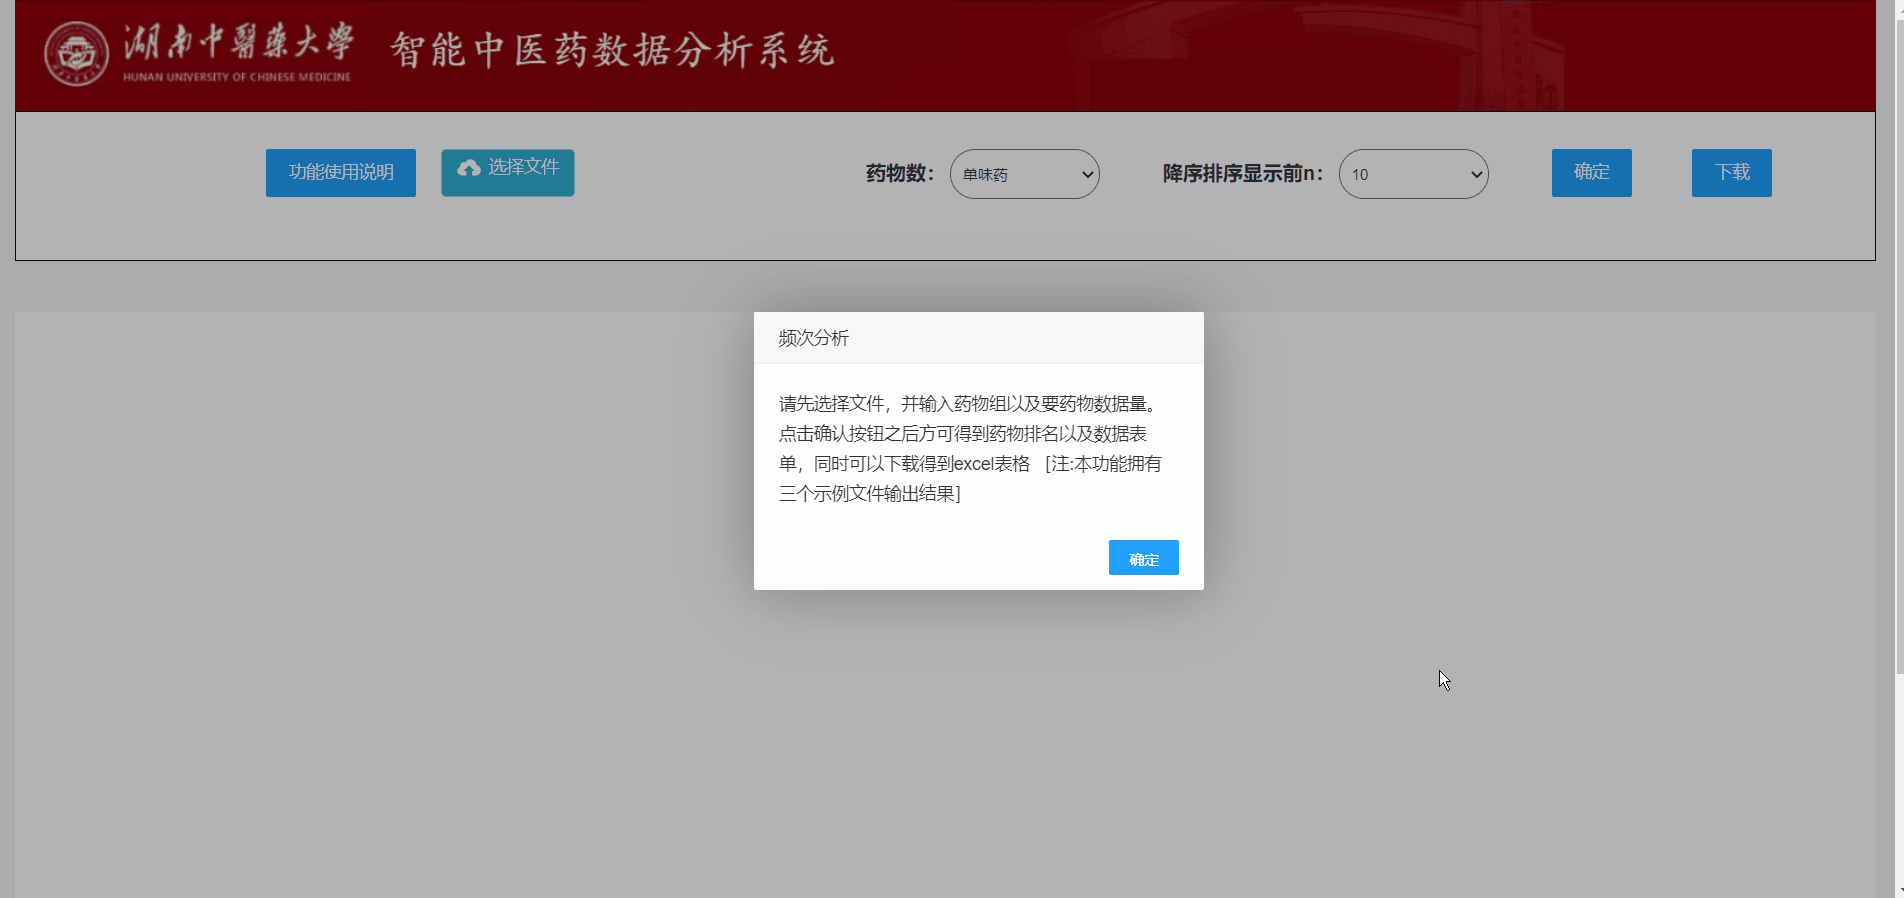 湖南中醫藥大學
HUNAN UNIVERSITY OF CHINESE MEDICINE
智能中医药数据分析系统
功能使用说明
选择文件
药物数：
单味药
降序排序显示前n：
10
确定
下载
频次分析
请先选择文件，并输入药物组以及要药物数据量。
点击确认按钮之后方可得到药物排名以及数据表
单，同时可以下载得到excel表格 [注:本功能拥有
三个示例文件输出结果]
确定